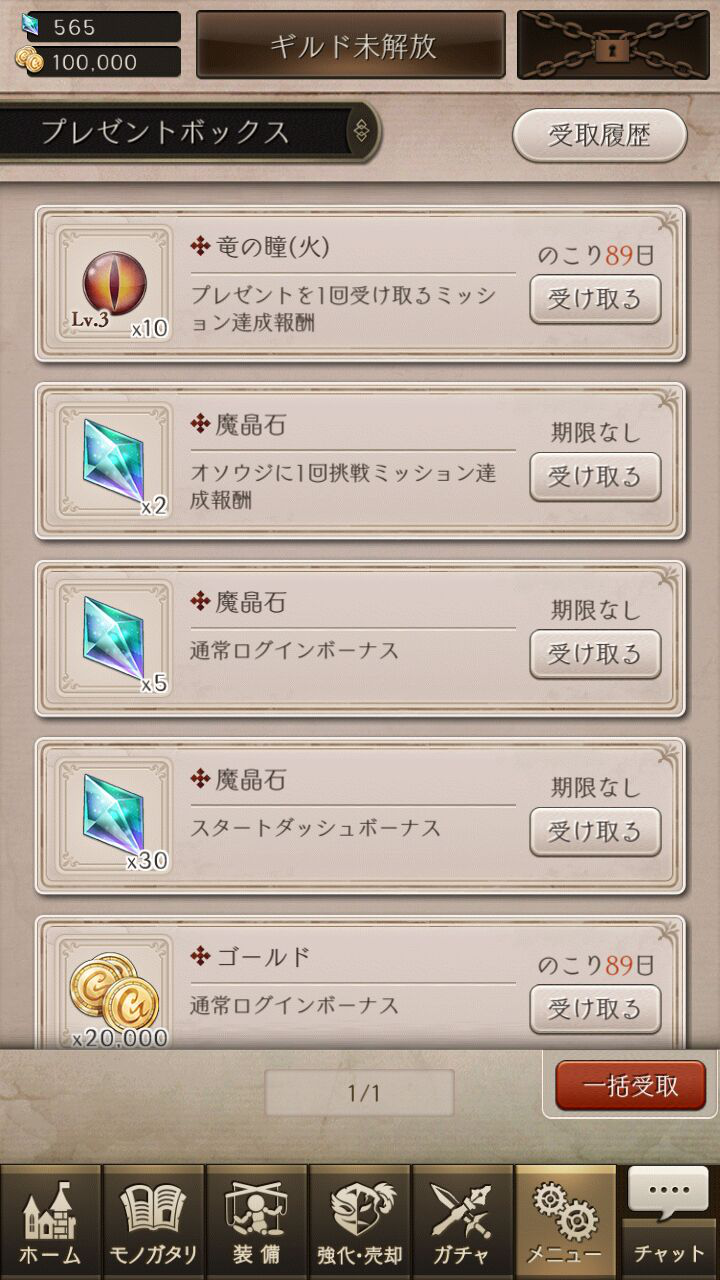 565
100,000
ギルド未解放
プレゼントボックス
受取履歴
竜の瞳(火)
のこり89日
Lv.3
x10
プレゼントを1回受け取るミッシ
ョン達成報酬
受け取る
魔晶石
期限なし
x2
オソウジに1回挑戦ミッション達
成報酬
受け取る
魔晶石
期限なし
x5
通常ログインボーナス
受け取る
魔晶石
期限なし
x30
スタートダッシュボーナス
受け取る
ゴールド
のこり89日
x20,000
通常ログインボーナス
受け取る
1/1
一括受取
ホーム
モノガタリ
装備
強化・売却
ガチャ
メニュー
チャット